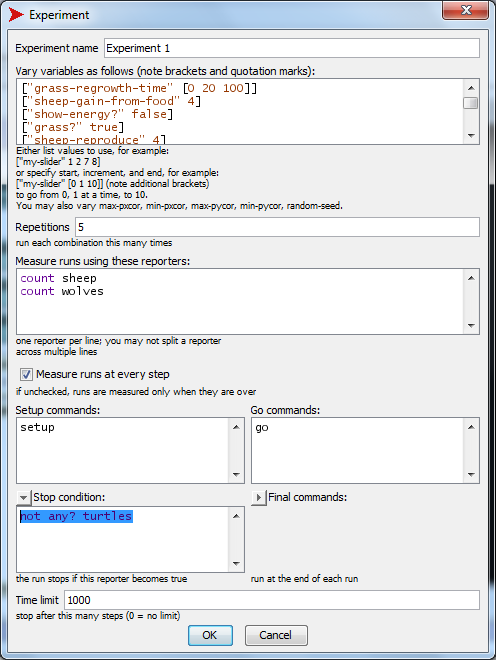 Experiment
Experiment name Experiment 1
Vary variables as follows (note brackets and quotation marks):
["grass-regrowth-time" [0 20 100]]
["sheep-gain-from-food" 4]
["show-energy?" false]
["grass?" true]
["sheep-reproduce" 4]
Either list values to use, for example:
["my-slider" 1 2 7 8]
or specify start, increment, and end, for example:
["my-slider" [0 1 10]] (note additional brackets)
to go from 0, 1 at a time, to 10.
You may also vary max-pxcor, min-pxcor, max-pycor, min-pycor, random-seed.
Repetitions 5
run each combination this many times
Measure runs using these reporters:
count sheep
count wolves
one reporter per line; you may not split a reporter
across multiple lines
Measure runs at every step
if unchecked, runs are measured only when they are over
Setup commands:
setup
Go commands:
go
Stop condition:
not any? turtles
the run stops if this reporter becomes true
Final commands:
run at the end of each run
Time limit 1000
stop after this many steps (0 = no limit)
OK
Cancel